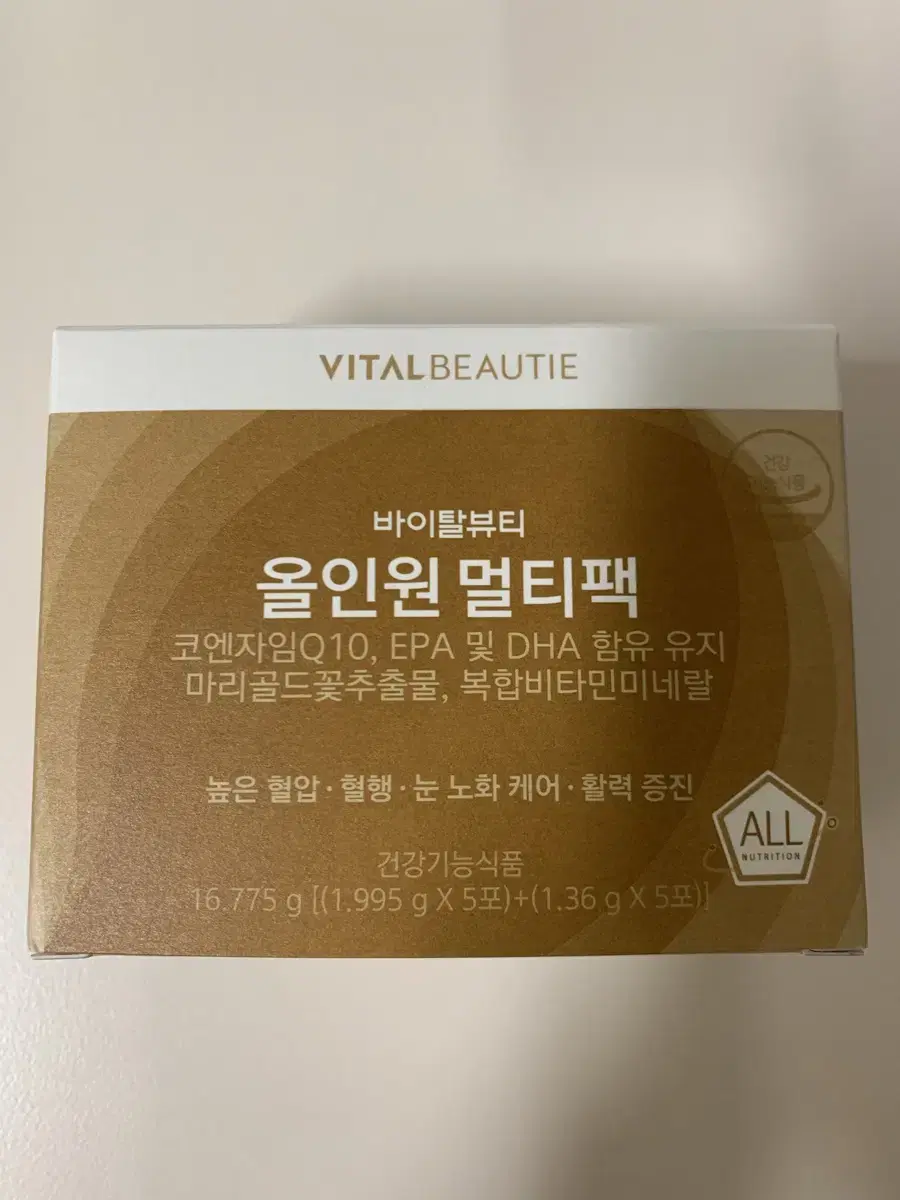 VITALBEAUTIE
건강
바이탈뷰티
올인원 멀티팩
코엔자임Q10, EPA 및 DHA 함유 유지
마리골드꽃추출물, 복합비타민미네랄
높은 혈압·혈행·눈 노화 케어·활력 증진
ALL
NUTRITION
건강기능식품
16.775 g [(1.995 g X 5포)+(1.36 g X 5포)]